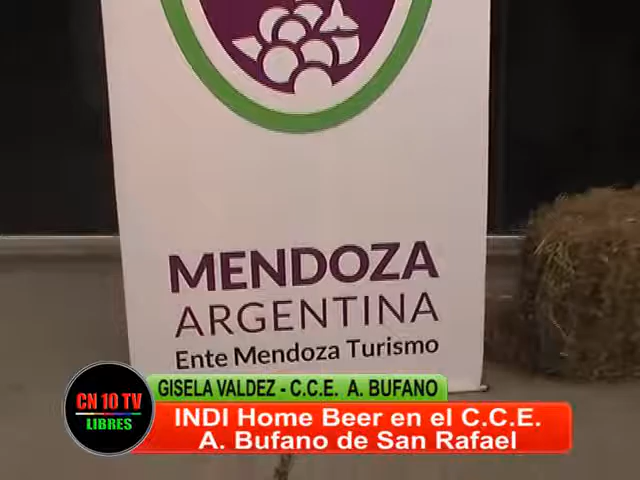 MENDOZA
ARGENTINA
Ente Mendoza Turismo
CN 10 TV
LIBRES
GISELA VALDEZ - C.C.E. A. BUFANO
INDI Home Beer en el C.C.E.
A. Bufano de San Rafael